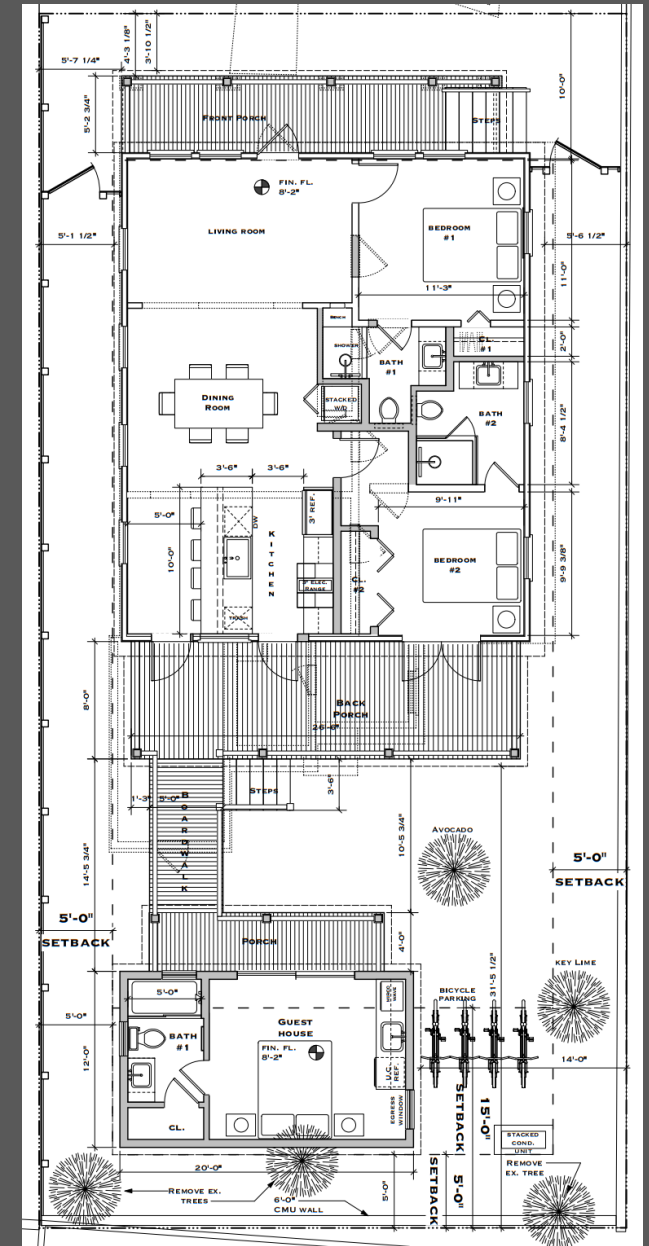 4'-3 1/8"
3'-10 1/2"
5'-7 1/4"
10'-0"
5'-2 3/4"
FRONT PORCH
STEPS
FIN. FL.
8'-2"
LIVING ROOM
BEDROOM
#1
5'-1 1/2"
5'-6 1/2"
11'-3"
11'-0"
BENCH
SHOWER
BATH
#1
CL.
#1
2'-0"
DINING
ROOM
STACKED
W/D
BATH
#2
8'-4 1/2"
3'-6"
3'-6"
9'-11"
5'-0"
DW
3' REF.
10'-0"
KITCHEN
3' ELEC.
RANGE
TRASH
CL.
#2
BEDROOM
#2
9'-9 3/8"
8'-0"
BACK
PORCH
26'-6"
1'-3"
5'-0"
BOARDWALK
STEPS
3'-6"
14'-5 3/4"
10'-5 3/4"
AVOCADO
5'-0"
SETBACK
5'-0"
SETBACK
PORCH
4'-0"
31'-5 1/2"
KEY LIME
5'-0"
BICYCLE
PARKING
5'-0"
12'-0"
BATH
#1
GUEST
HOUSE
FIN. FL.
8'-2"
U.C.
REF.
14'-0"
CL.
EGRESS
WINDOW
SETBACK
15'-0"
STACKED
COND.
UNIT
20'-0"
REMOVE
EX. TREE
REMOVE EX.
TREES
6'-0"
CMU WALL
5'-0"
SETBACK
5'-0"